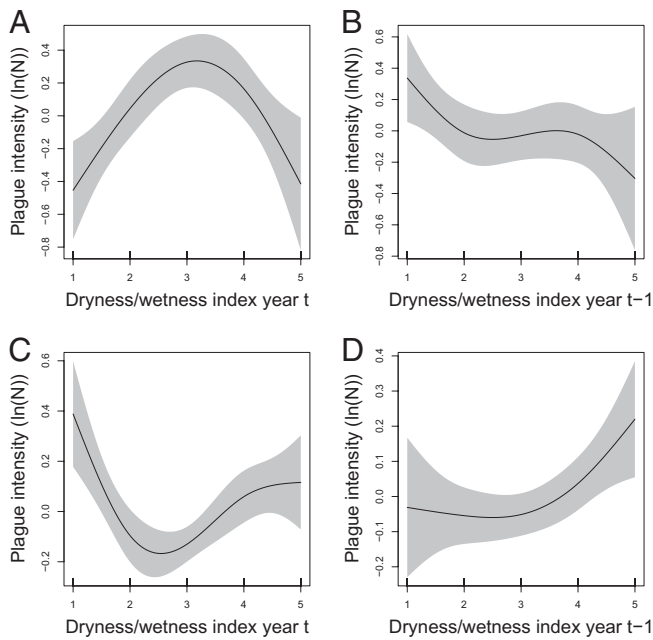 A
Plague intensity (ln(N))
0.4
0.2
0.0
−0.2
−0.4
−0.6
−0.8
1 2 3 4 5
Dryness/wetness index year t
B
Plague intensity (ln(N))
0.6
0.4
0.2
0.0
−0.2
−0.4
−0.6
−0.8
1 2 3 4 5
Dryness/wetness index year t−1
C
Plague intensity (ln(N))
0.6
0.4
0.2
0.0
−0.2
1 2 3 4 5
Dryness/wetness index year t
D
Plague intensity (ln(N))
0.4
0.3
0.2
0.1
0.0
−0.1
−0.2
1 2 3 4 5
Dryness/wetness index year t−1